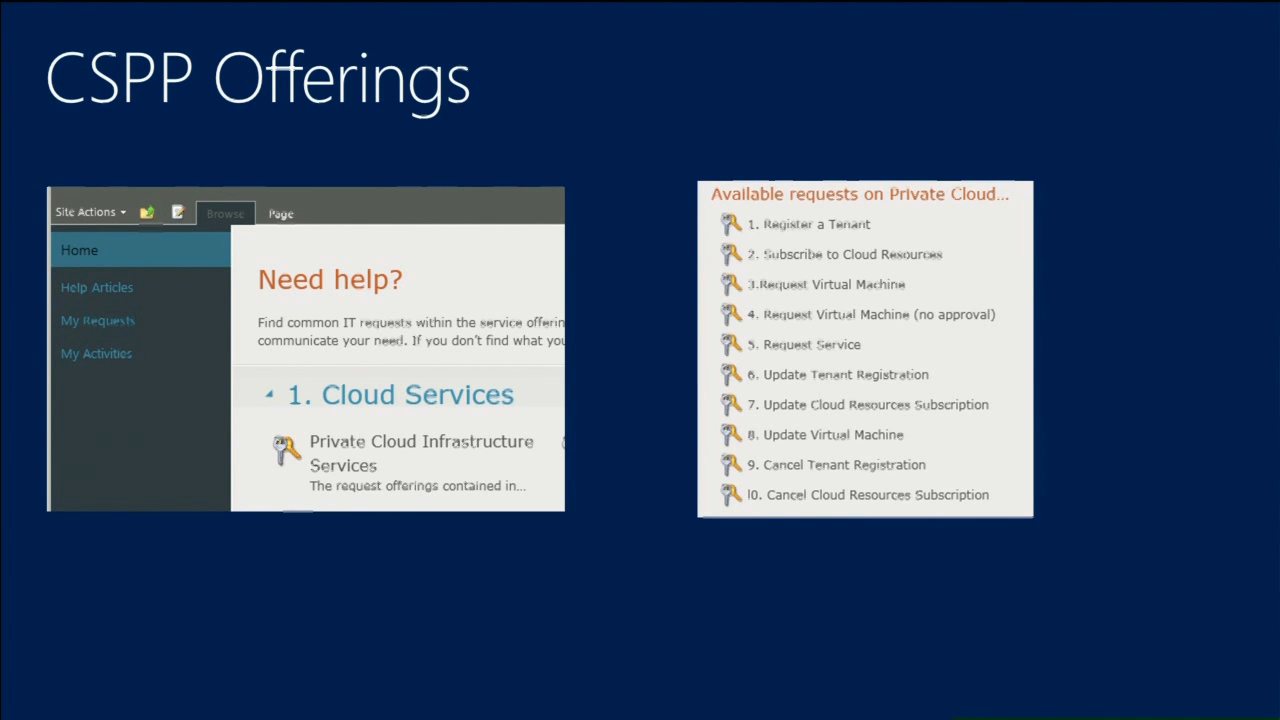 CSPP Offerings
Site Actions
Browse
Page
Home
Help Articles
My Requests
My Activities
Need help?
Find common IT requests within the service offerin
communicate your need. If you don't find what you
1. Cloud Services
Private Cloud Infrastructure
Services
The request offerings contained in...
Available requests on Private Cloud...
1. Register a Tenant
2. Subscribe to Cloud Resources
3.Request Virtual Machine
4. Request Virtual Machine (no approval)
5. Request Service
6. Update Tenant Registration
7. Update Cloud Resources Subscription
8. Update Virtual Machine
9. Cancel Tenant Registration
10. Cancel Cloud Resources Subscription